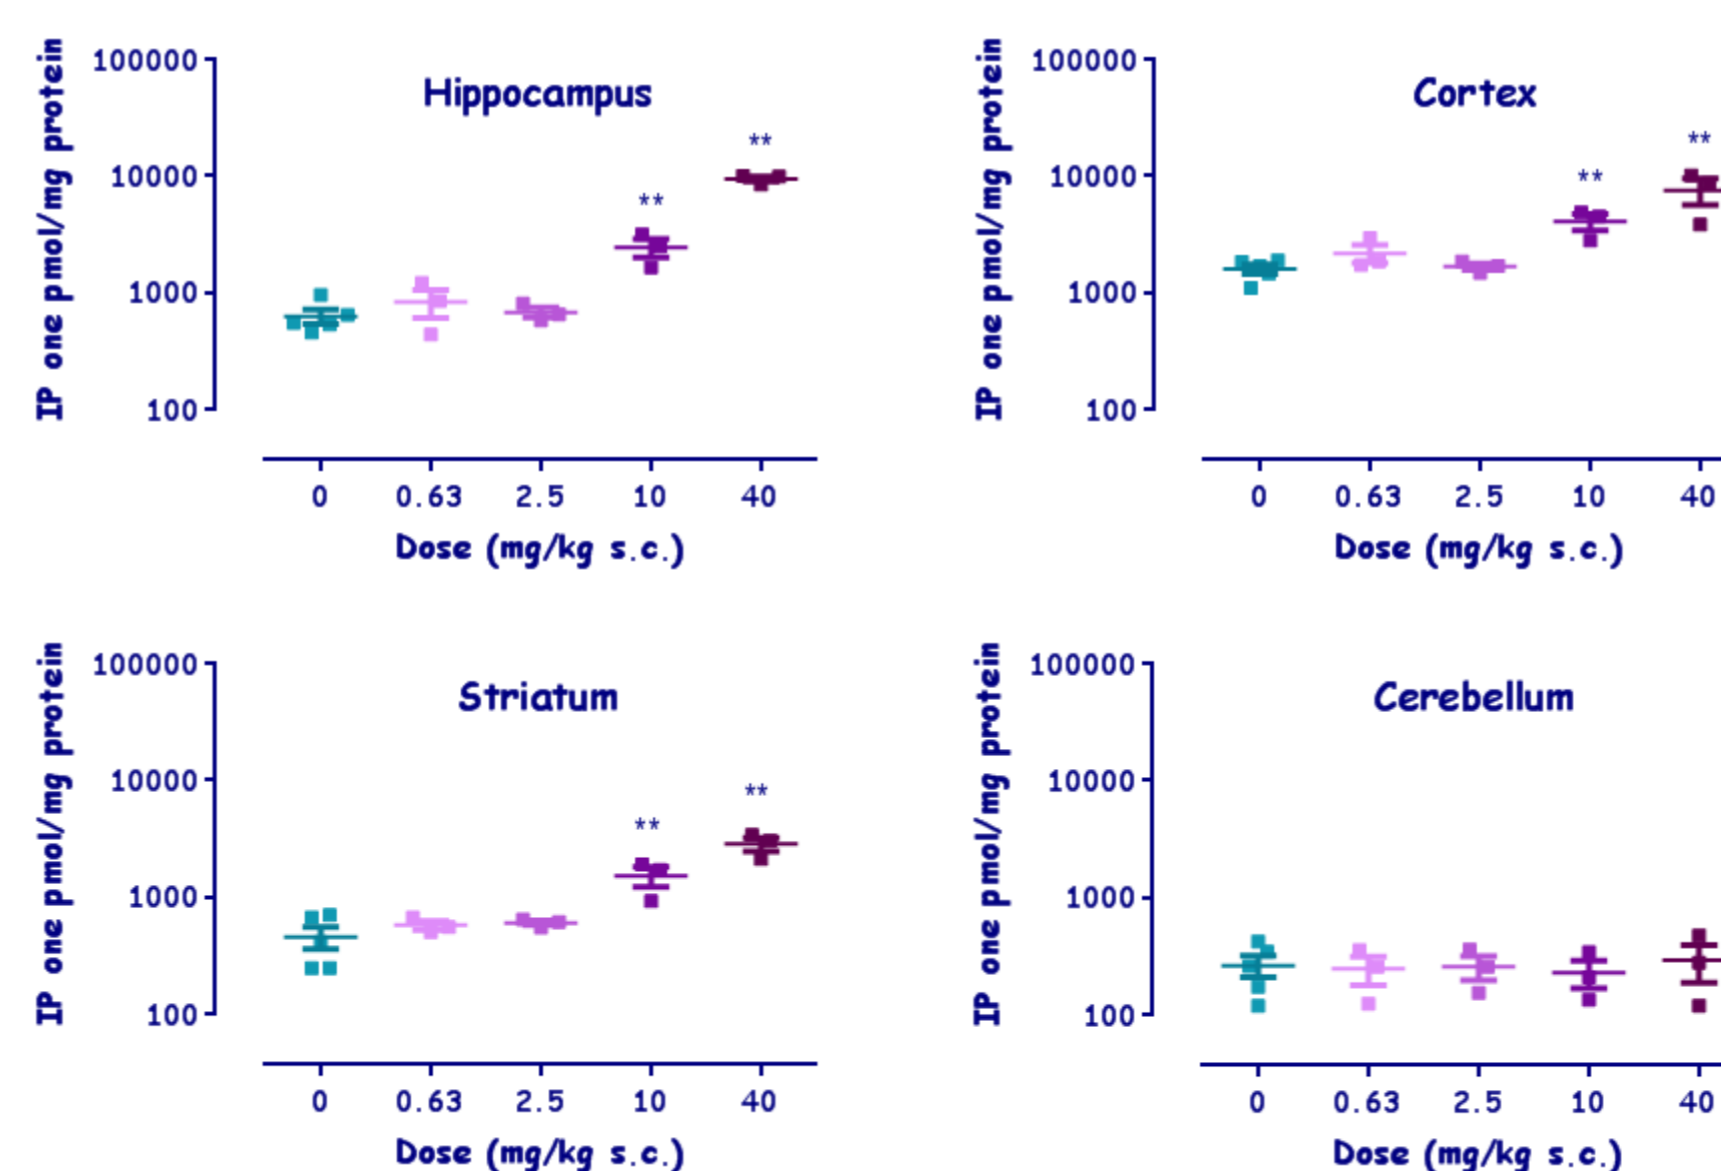 Hippocampus
IP one pmol/mg protein
100000
10000
1000
100
**
**
0 0.63 2.5 10 40
Dose (mg/kg s.c.)
Cortex
IP one pmol/mg protein
100000
10000
1000
100
**
**
0 0.63 2.5 10 40
Dose (mg/kg s.c.)
Striatum
IP one pmol/mg protein
100000
10000
1000
100
**
**
0 0.63 2.5 10 40
Dose (mg/kg s.c.)
Cerebellum
IP one pmol/mg protein
100000
10000
1000
100
0 0.63 2.5 10 40
Dose (mg/kg s.c.)